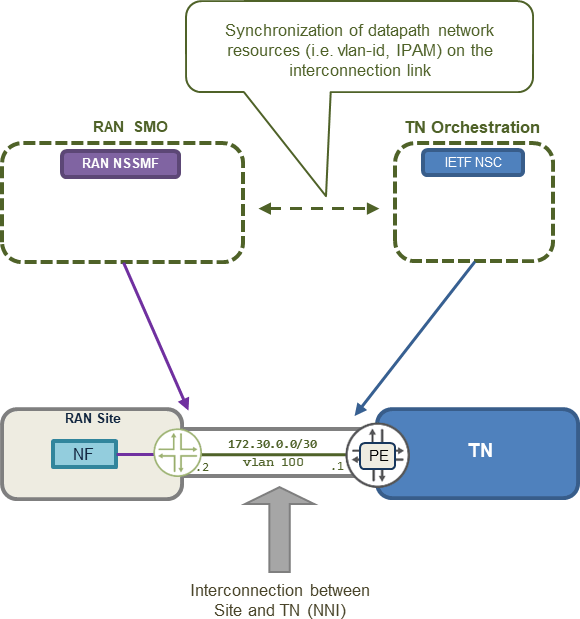 Synchronization of datapath network
resources (i.e. vlan-id, IPAM) on the
interconnection link
RAN SMO
TN Orchestration
RAN NSSMF
IETF NSC
RAN Site
NF
172.30.0.0/30
vlan 100
.2
.1
PE
TN
Interconnection between
Site and TN (NNI)